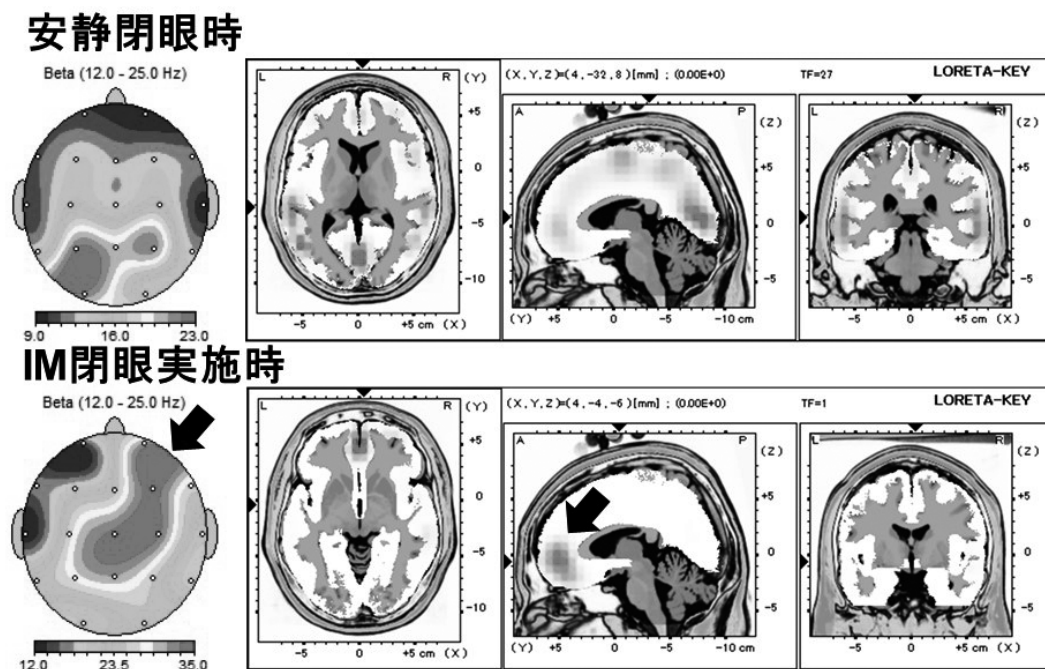 安静閉眼時
Beta (12.0 - 25.0 Hz)
9.0 16.0 23.0
L R (Y)
+5
0
-5
-10
-5 0 +5 cm (X)
(X,Y,Z)=(4,-32,8)[mm] ; (0.00E+0) TF=27 LORETA-KEY
A P (Z)
+5
0
-5
(Y) +5 0 -5 -10 cm
L R (Z)
+5
0
-5
-5 0 +5 cm (X)
IM閉眼実施時
Beta (12.0 - 25.0 Hz)
12.0 23.5 35.0
L R (Y)
+5
0
-5
-10
-5 0 +5 cm (X)
(X,Y,Z)=(4,-4,-6)[mm] ; (0.00E+0) TF=1 LORETA-KEY
A P (Z)
+5
0
-5
(Y) +5 0 -5 -10 cm
L R (Z)
+5
0
-5
-5 0 +5 cm (X)